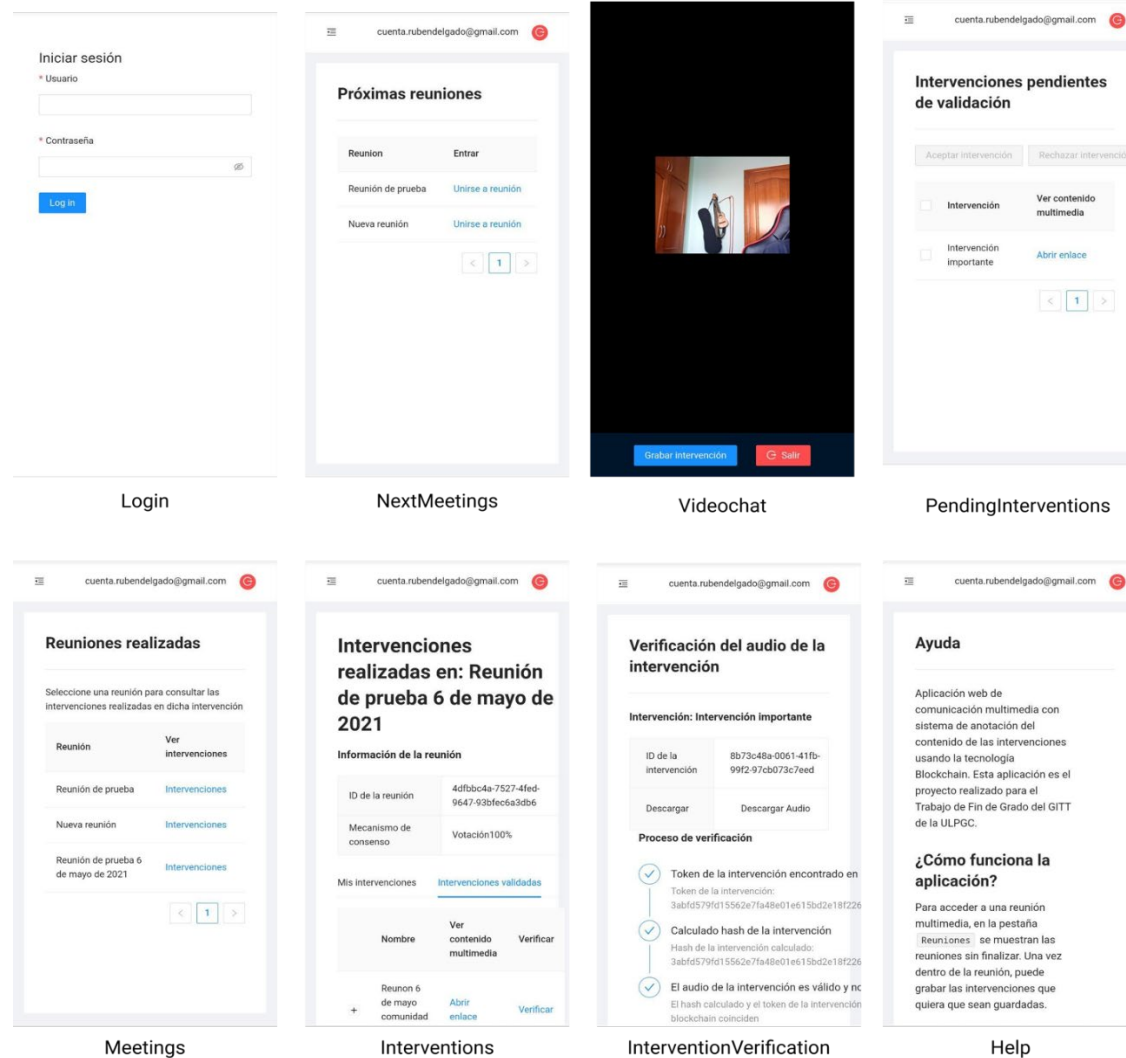 Iniciar sesión
* Usuario
* Contraseña
Log in
Login
cuenta.rubendelgado@gmail.com
Próximas reuniones
Reunion Entrar
Reunión de prueba Unirse a reunión
Nueva reunión Unirse a reunión
< 1 >
NextMeetings
Grabar intervención Salir
Videochat
cuenta.rubendelgado@gmail.com
Intervenciones pendientes
de validación
Aceptar intervención Rechazar intervenció
Intervención
Ver contenido
multimedia
Intervención
importante
Abrir enlace
< 1 >
PendingInterventions
cuenta.rubendelgado@gmail.com
Reuniones realizadas
Seleccione una reunión para consultar las
intervenciones realizadas en dicha intervención
Reunión
Ver
intervenciones
Reunión de prueba Intervenciones
Nueva reunión Intervenciones
Reunión de prueba 6
de mayo de 2021
Intervenciones
< 1 >
Meetings
cuenta.rubendelgado@gmail.com
Intervenciones
realizadas en: Reunión
de prueba 6 de mayo de
2021
Información de la reunión
ID de la reunión
4dfbbc4a-7527-4fed-
9647-93bfec6a3db6
Mecanismo de
consenso
Votación100%
Mis intervenciones Intervenciones validadas
Nombre
Ver
contenido
multimedia
Verificar
+
Reunon 6
de mayo
comunidad
Abrir
enlace
Verificar
Interventions
cuenta.rubendelgado@gmail.com
Verificación del audio de la
intervención
Intervención: Intervención importante
ID de la
intervención
8b73c48a-0061-41fb-
99f2-97cb073c7eed
Descargar Descargar Audio
Proceso de verificación
Token de la intervención encontrado en
Token de la intervención:
3abfd579fd15562e7fa48e01e615bd2e18f226
Calculado hash de la intervención
Hash de la intervención calculado:
3abfd579fd15562e7fa48e01e615bd2e18f226
El audio de la intervención es válido y no
El hash calculado y el token de la intervención
blockchain coinciden
InterventionVerification
cuenta.rubendelgado@gmail.com
Ayuda
Aplicación web de
comunicación multimedia con
sistema de anotación del
contenido de las intervenciones
usando la tecnología
Blockchain. Esta aplicación es el
proyecto realizado para el
Trabajo de Fin de Grado del GITT
de la ULPGC.
¿Cómo funciona la
aplicación?
Para acceder a una reunión
multimedia, en la pestaña
Reuniones se muestran las
reuniones sin finalizar. Una vez
dentro de la reunión, puede
grabar las intervenciones que
quiera que sean guardadas.
Help